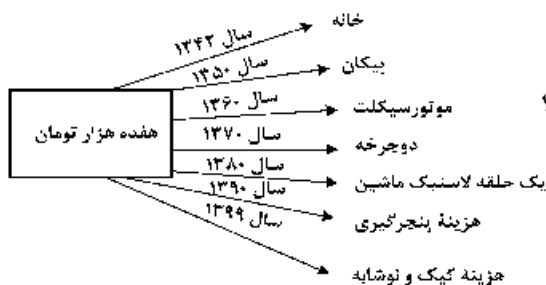 خانه
سال ۱۳۴۲
پیکان
سال ۱۳۵۰
موتورسیکلت
سال ۱۳۶۰
هفده هزار تومان
دوچرخه
سال ۱۳۷۰
یک حلقه لاستیک ماشین
سال ۱۳۸۰
هزینهٔ پنچرگیری
سال ۱۳۹۰
هزینه کیک و نوشابه
سال ۱۳۹۹